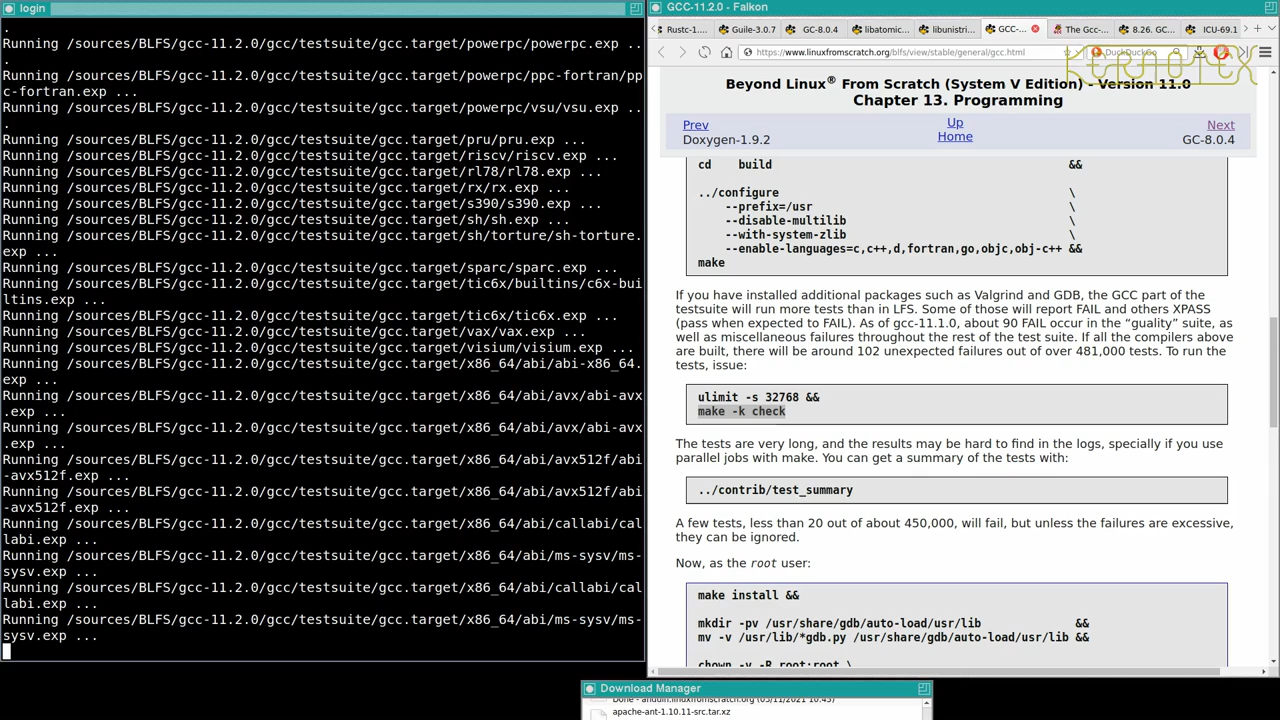 login
.
Running /sources/BLFS/gcc-11.2.0/gcc/testsuite/gcc.target/powerpc/powerpc.exp ..
.
Running /sources/BLFS/gcc-11.2.0/gcc/testsuite/gcc.target/powerpc/ppc-fortran/pp
c-fortran.exp ...
Running /sources/BLFS/gcc-11.2.0/gcc/testsuite/gcc.target/powerpc/vsu/vsu.exp ..
.
Running /sources/BLFS/gcc-11.2.0/gcc/testsuite/gcc.target/pru/pru.exp ...
Running /sources/BLFS/gcc-11.2.0/gcc/testsuite/gcc.target/riscv/riscv.exp ...
Running /sources/BLFS/gcc-11.2.0/gcc/testsuite/gcc.target/rl78/rl78.exp ...
Running /sources/BLFS/gcc-11.2.0/gcc/testsuite/gcc.target/rx/rx.exp ...
Running /sources/BLFS/gcc-11.2.0/gcc/testsuite/gcc.target/s390/s390.exp ...
Running /sources/BLFS/gcc-11.2.0/gcc/testsuite/gcc.target/sh/sh.exp ...
Running /sources/BLFS/gcc-11.2.0/gcc/testsuite/gcc.target/sh/torture/sh-torture.
exp ...
Running /sources/BLFS/gcc-11.2.0/gcc/testsuite/gcc.target/sparc/sparc.exp ...
Running /sources/BLFS/gcc-11.2.0/gcc/testsuite/gcc.target/tic6x/builtins/c6x-bui
ltins.exp ...
Running /sources/BLFS/gcc-11.2.0/gcc/testsuite/gcc.target/tic6x/tic6x.exp ...
Running /sources/BLFS/gcc-11.2.0/gcc/testsuite/gcc.target/vax/vax.exp ...
Running /sources/BLFS/gcc-11.2.0/gcc/testsuite/gcc.target/visium/visium.exp ...
Running /sources/BLFS/gcc-11.2.0/gcc/testsuite/gcc.target/x86_64/abi/abi-x86_64.
exp ...
Running /sources/BLFS/gcc-11.2.0/gcc/testsuite/gcc.target/x86_64/abi/avx/abi-avx
.exp ...
Running /sources/BLFS/gcc-11.2.0/gcc/testsuite/gcc.target/x86_64/abi/avx/abi-avx
.exp ...
Running /sources/BLFS/gcc-11.2.0/gcc/testsuite/gcc.target/x86_64/abi/avx512f/abi
-avx512f.exp ...
Running /sources/BLFS/gcc-11.2.0/gcc/testsuite/gcc.target/x86_64/abi/avx512f/abi
-avx512f.exp ...
Running /sources/BLFS/gcc-11.2.0/gcc/testsuite/gcc.target/x86_64/abi/callabi/cal
labi.exp ...
Running /sources/BLFS/gcc-11.2.0/gcc/testsuite/gcc.target/x86_64/abi/ms-sysv/ms-
sysv.exp ...
Running /sources/BLFS/gcc-11.2.0/gcc/testsuite/gcc.target/x86_64/abi/callabi/cal
labi.exp ...
Running /sources/BLFS/gcc-11.2.0/gcc/testsuite/gcc.target/x86_64/abi/ms-sysv/ms-
sysv.exp ...
GCC-11.2.0 - Falkon
Rustc-1.... Guile-3.0.7 GC-8.0.4 libatomic... libunistri... GCC-... The Gcc-... 8.26. GC... ICU-69.1
https://www.linuxfromscratch.org/blfs/view/stable/general/gcc.html DuckDuckGo
KERNOTEX
Beyond Linux® From Scratch (System V Edition) - Version 11.0
Chapter 13. Programming
Prev Up Next
Doxygen-1.9.2 Home GC-8.0.4
cd build &&
../configure \
--prefix=/usr \
--disable-multilib \
--with-system-zlib \
--enable-languages=c,c++,d,fortran,go,objc,obj-c++ &&
make
If you have installed additional packages such as Valgrind and GDB, the GCC part of the
testsuite will run more tests than in LFS. Some of those will report FAIL and others XPASS
(pass when expected to FAIL). As of gcc-11.1.0, about 90 FAIL occur in the “guality” suite, as
well as miscellaneous failures throughout the rest of the test suite. If all the compilers above
are built, there will be around 102 unexpected failures out of over 481,000 tests. To run the
tests, issue:
ulimit -s 32768 &&
make -k check
The tests are very long, and the results may be hard to find in the logs, specially if you use
parallel jobs with make. You can get a summary of the tests with:
../contrib/test_summary
A few tests, less than 20 out of about 450,000, will fail, but unless the failures are excessive,
they can be ignored.
Now, as the root user:
make install &&
mkdir -pv /usr/share/gdb/auto-load/usr/lib &&
mv -v /usr/lib/*gdb.py /usr/share/gdb/auto-load/usr/lib &&
chown -v -R root:root \
Download Manager
Done - anduin.linuxfromscratch.org (05/11/2021 10:45)
apache-ant-1.10.11-src.tar.xz